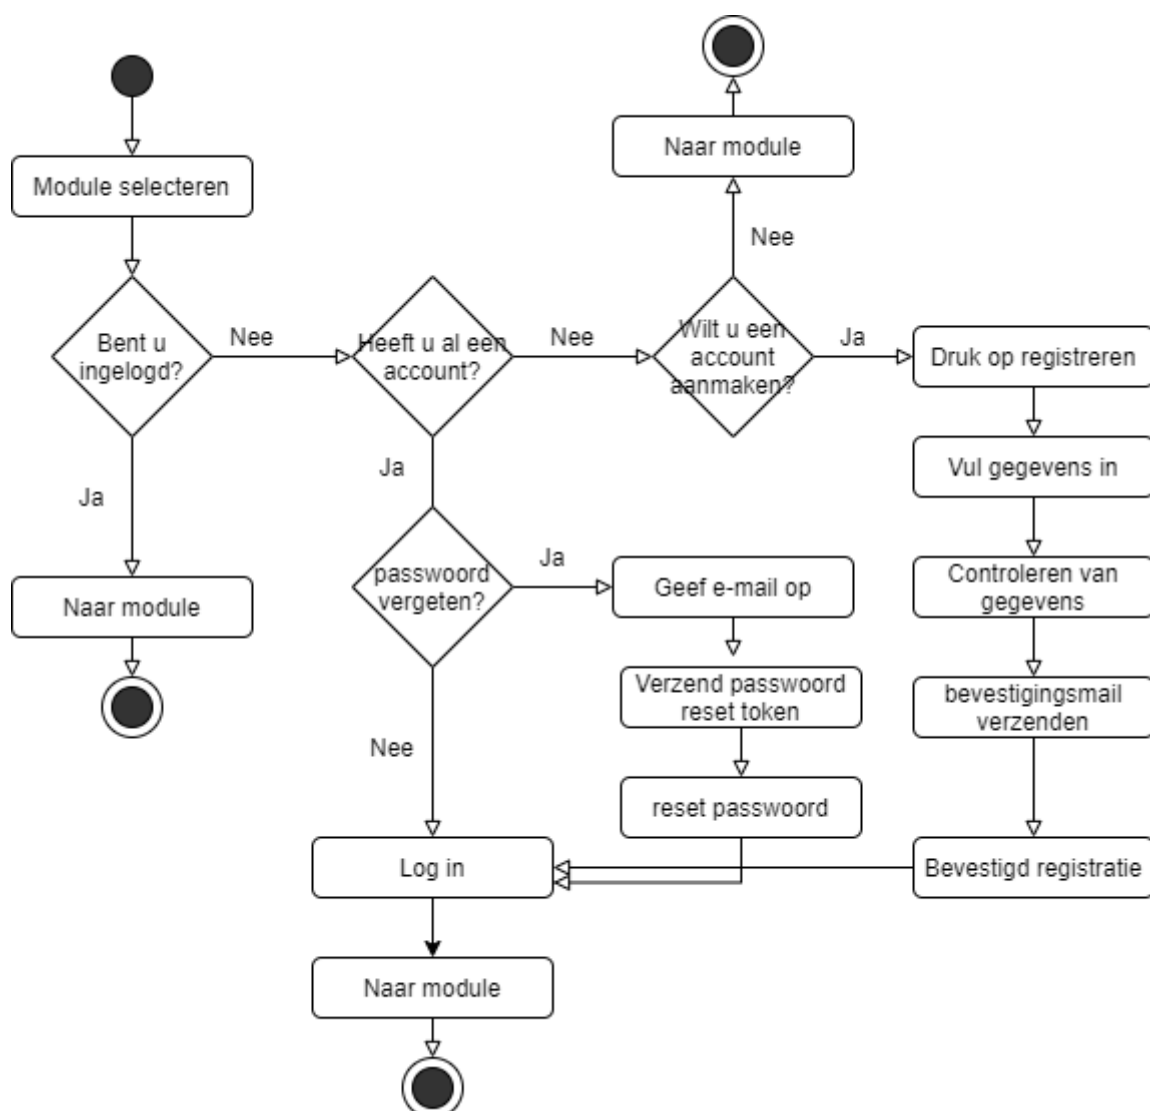 Naar module
Module selecteren
Nee
Bent u
ingelogd?
Nee
Heeft u al een
account?
Nee
Wilt u een
account
aanmaken?
Ja
Druk op registreren
Ja
Ja
Vul gegevens in
passwoord
vergeten?
Ja
Geef e-mail op
Controleren van
gegevens
Naar module
Verzend passwoord
reset token
bevestigingsmail
verzenden
Nee
reset passwoord
Log in
Bevestigd registratie
Naar module